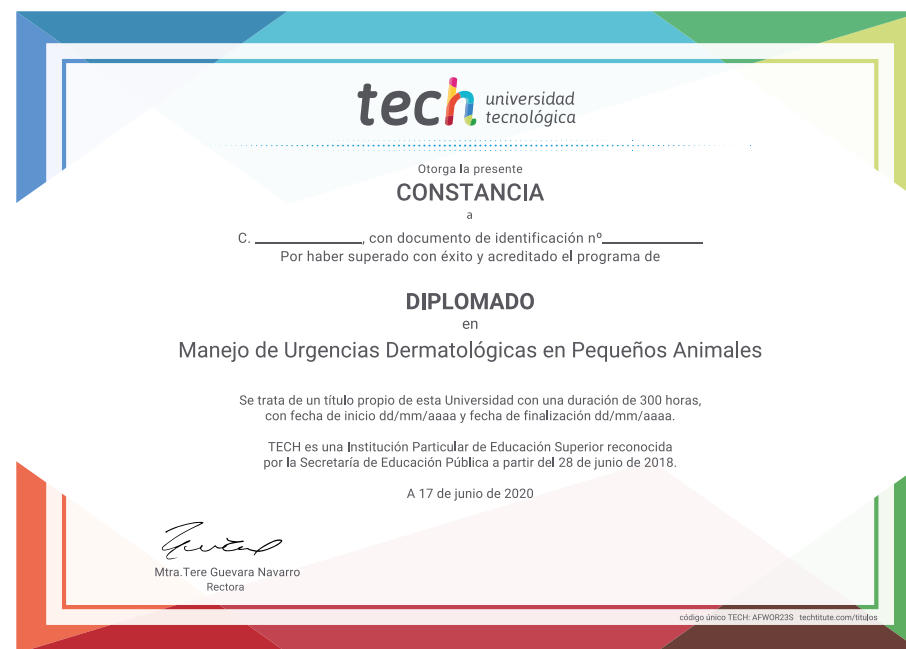 tech universidad
tecnológica
Otorga la presente
CONSTANCIA
a
C. ______________, con documento de identificación nº_____________
Por haber superado con éxito y acreditado el programa de
DIPLOMADO
en
Manejo de Urgencias Dermatológicas en Pequeños Animales
Se trata de un título propio de esta Universidad con una duración de 300 horas,
con fecha de inicio dd/mm/aaaa y fecha de finalización dd/mm/aaaa.
TECH es una Institución Particular de Educación Superior reconocida
por la Secretaría de Educación Pública a partir del 28 de junio de 2018.
A 17 de junio de 2020
Mtra.Tere Guevara Navarro
Rectora
código único TECH: AFWOR23S techtitute.com/titulos